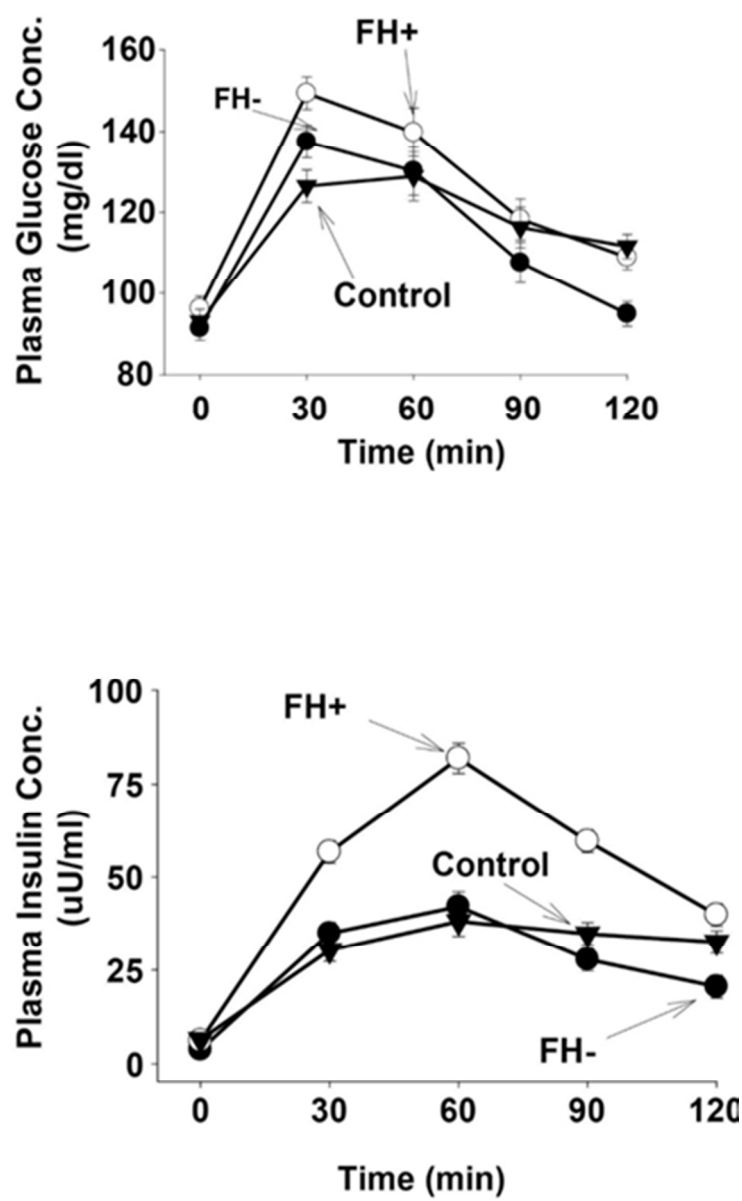 FH+
160
FH-
140
120
100
Control
80
0 30 60 90 120
Time (min)
Plasma Glucose Conc.
(mg/dl)
100
FH+
75
Control
50
25
FH-
0
0 30 60 90 120
Time (min)
Plasma Insulin Conc.
(uU/ml)